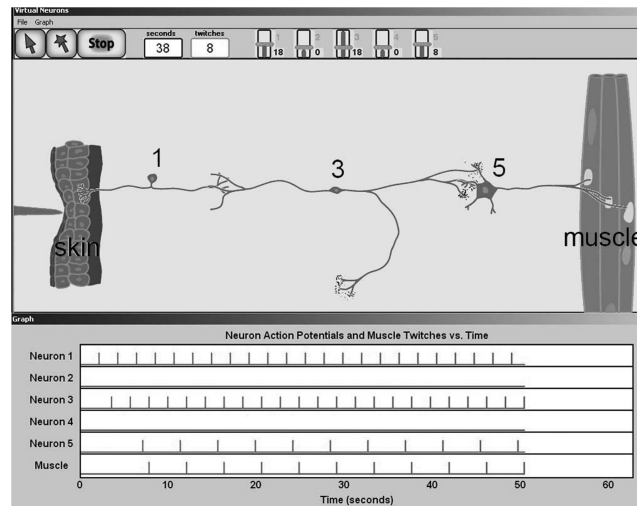 Virtual Neurons
File Graph
Stop
seconds
38
twitches
8
1 2 3 4 5
18 0 18 0 8
1
3
5
skin
muscle
Graph
Neuron Action Potentials and Muscle Twitches vs. Time
Neuron 1
Neuron 2
Neuron 3
Neuron 4
Neuron 5
Muscle
0 10 20 30 40 50 60
Time (seconds)